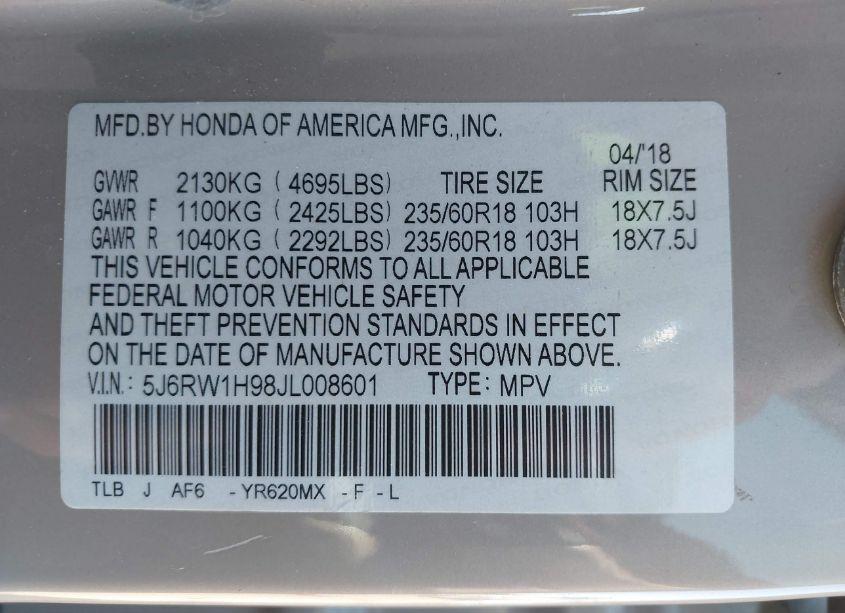 MFD.BY HONDA OF AMERICA MFG.,INC.
04/'18
GVWR 2130KG ( 4695LBS) TIRE SIZE RIM SIZE
GAWR F 1100KG ( 2425LBS) 235/60R18 103H 18X7.5J
GAWR R 1040KG ( 2292LBS) 235/60R18 103H 18X7.5J
THIS VEHICLE CONFORMS TO ALL APPLICABLE
FEDERAL MOTOR VEHICLE SAFETY
AND THEFT PREVENTION STANDARDS IN EFFECT
ON THE DATE OF MANUFACTURE SHOWN ABOVE.
V.I.N.: 5J6RW1H98JL008601 TYPE: MPV
TLB J AF6 -YR620MX -F -L